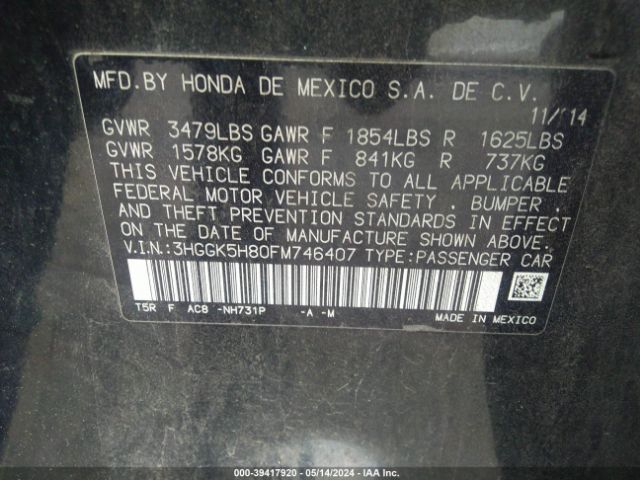 MFD.BY HONDA DE MEXICO S.A. DE C.V.
11/14
GVWR 3479LBS GAWR F 1854LBS R 1625LBS
GVWR 1578KG GAWR F 841KG R 737KG
THIS VEHICLE CONFORMS TO ALL APPLICABLE
FEDERAL MOTOR VEHICLE SAFETY , BUMPER ,
AND THEFT PREVENTION STANDARDS IN EFFECT
ON THE DATE OF MANUFACTURE SHOWN ABOVE.
V.I.N.:3HGGK5H80FM746407 TYPE:PASSENGER CAR
T5R F AC8 -NH731P -A -M
MADE IN MEXICO
000-39417920 - 05/14/2024 - IAA Inc.